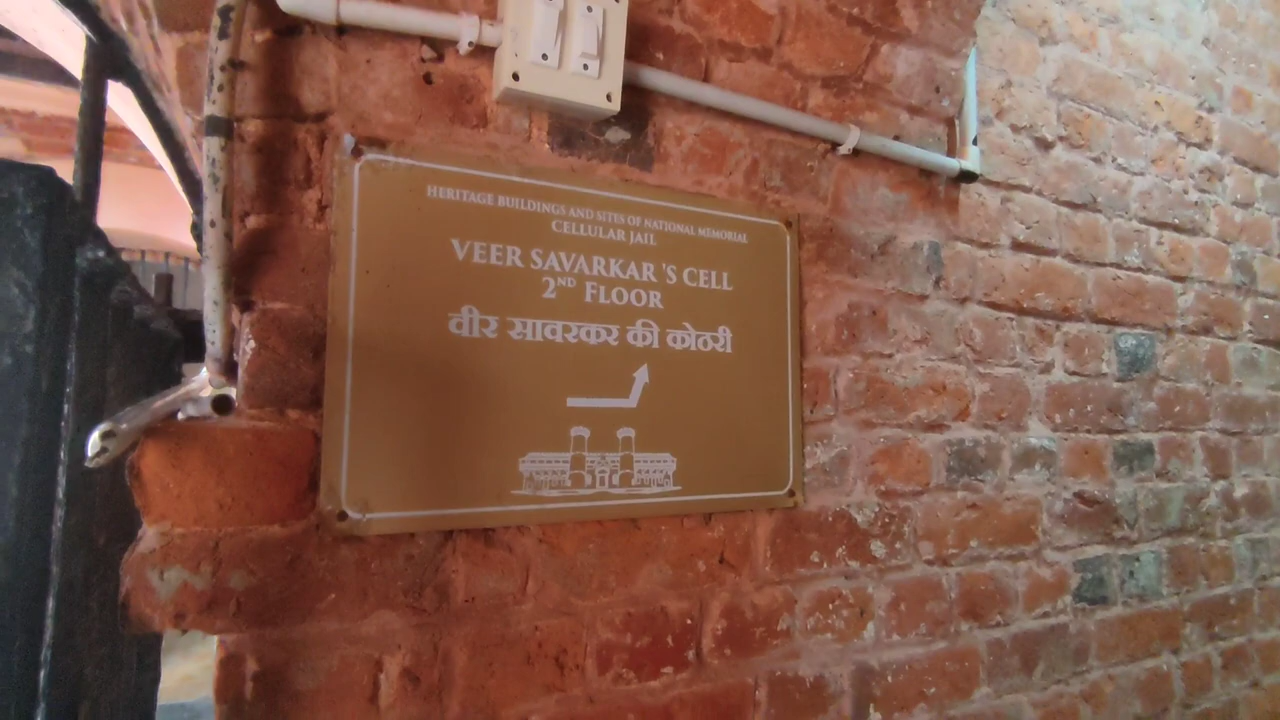 HERITAGE BUILDINGS AND SITES OF NATIONAL MEMORIAL
CELLULAR JAIL
VEER SAVARKAR 'S CELL
2ND FLOOR
वीर सावरकर की कोठरी